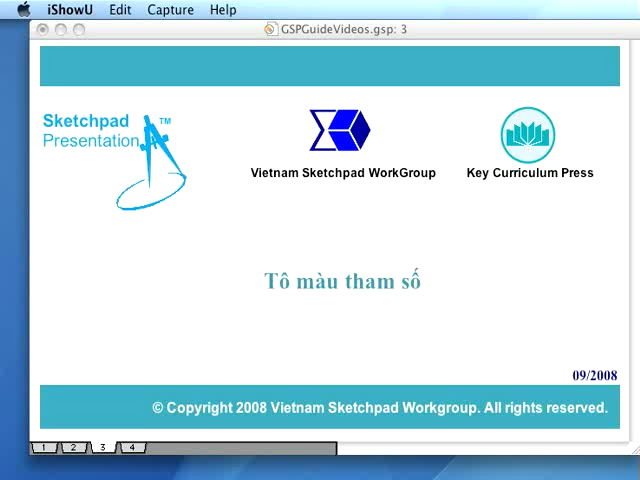 iShowU Edit Capture Help
GSPGuideVideos.gsp: 3
Sketchpad TM
Presentation
Vietnam Sketchpad WorkGroup
Key Curriculum Press
Tô màu tham số
09/2008
© Copyright 2008 Vietnam Sketchpad Workgroup. All rights reserved.
1 2 3 4